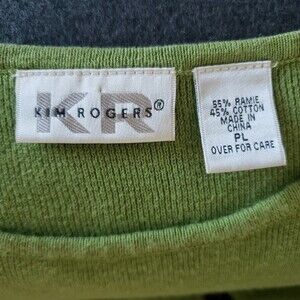 KR
KIM ROGERS®
55% RAMIE
45% COTTON
MADE IN
CHINA
PL
OVER FOR CARE